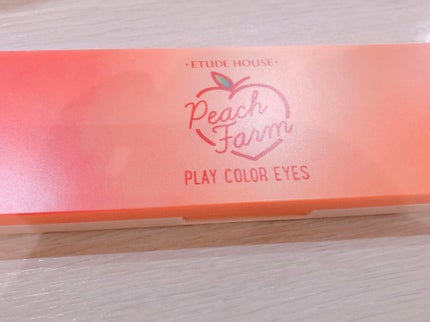 ·ETUDE HOUSE·
Peach
Farm
PLAY COLOR EYES